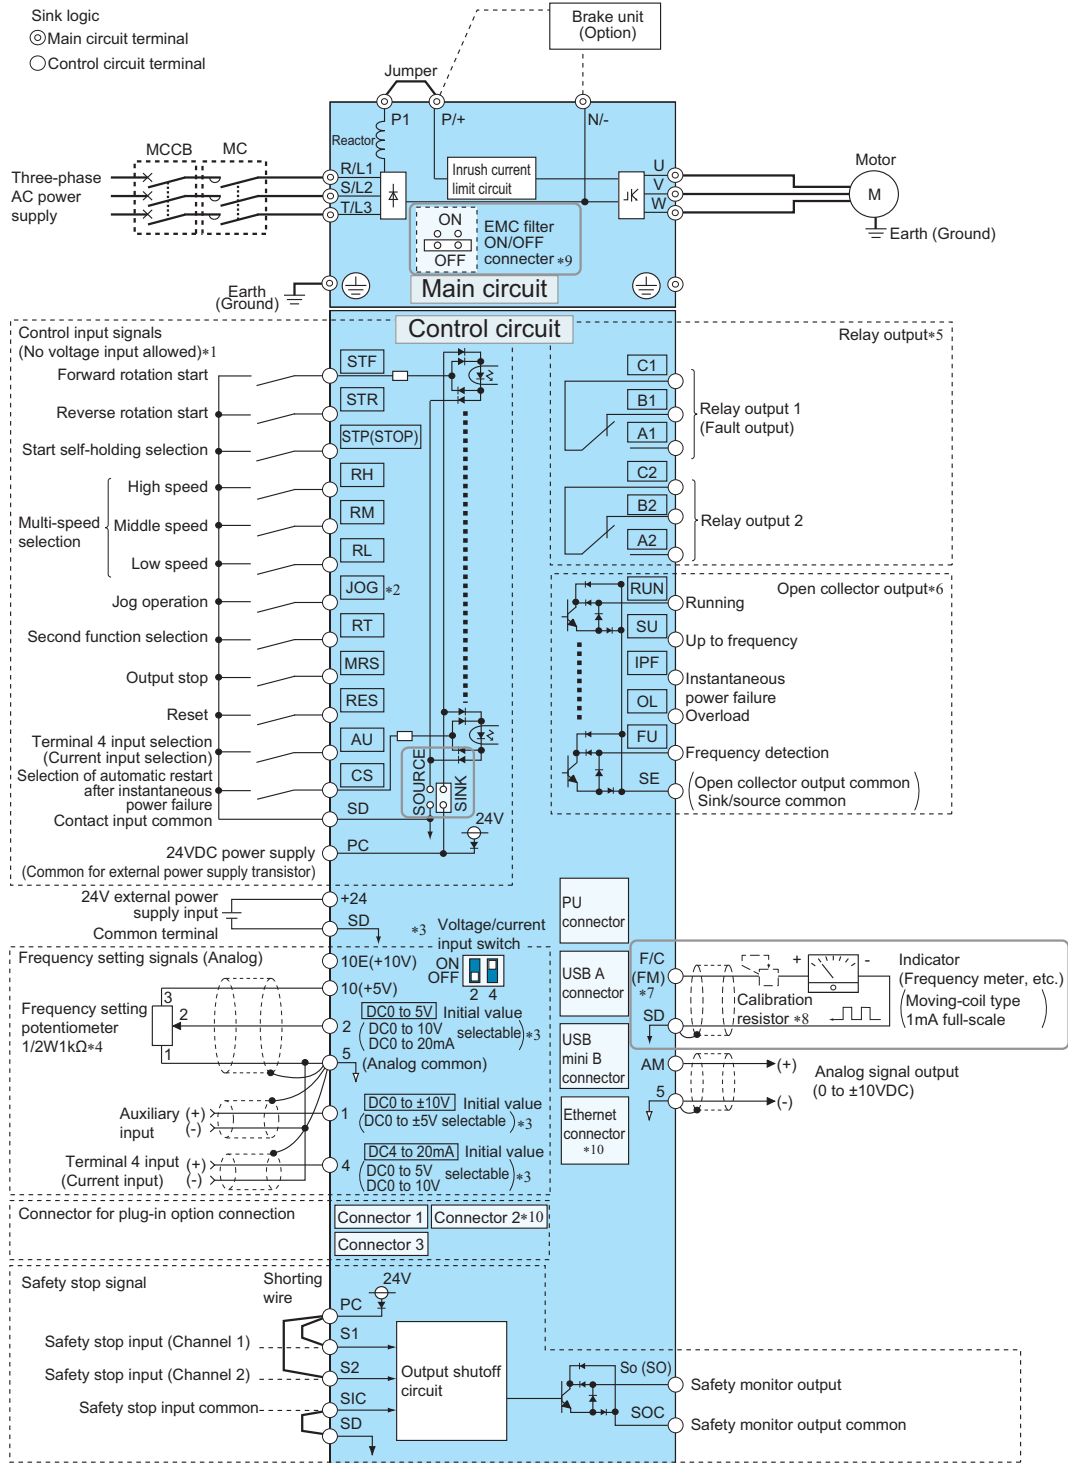 Sink logic
Main circuit terminal
Control circuit terminal
Brake unit
(Option)
Jumper
P1
P/+
N/-
Reactor
MCCB
MC
Three-phase
AC power
supply
R/L1
S/L2
T/L3
Inrush current
limit circuit
U
V
W
Motor
M
Earth (Ground)
ON
OFF
EMC filter
ON/OFF
connecter *9
Earth
(Ground)
Main circuit
Control circuit
Control input signals
(No voltage input allowed)*1
Forward rotation start
STF
Reverse rotation start
STR
Start self-holding selection
STP(STOP)
Multi-speed
selection
High speed
RH
Middle speed
RM
Low speed
RL
Jog operation
JOG *2
Second function selection
RT
Output stop
MRS
Reset
RES
Terminal 4 input selection
(Current input selection)
AU
Selection of automatic restart
after instantaneous
power failure
CS
Contact input common
SD
SOURCE
SINK
24V
24VDC power supply
(Common for external power supply transistor)
PC
Relay output*5
C1
B1
A1
Relay output 1
(Fault output)
C2
B2
A2
Relay output 2
Open collector output*6
RUN
Running
SU
Up to frequency
IPF
Instantaneous
power failure
OL
Overload
FU
Frequency detection
SE
(Open collector output common)
Sink/source common
24V external power
supply input
+24
Common terminal
SD
*3
Voltage/current
input switch
ON
OFF
2 4
Frequency setting signals (Analog)
10E(+10V)
10(+5V)
Frequency setting
potentiometer
1/2W1kΩ*4
3
2
1
2
DC0 to 5V Initial value
(DC0 to 10V
DC0 to 20mA selectable)*3
5
(Analog common)
Auxiliary (+)
input (-)
1
DC0 to ±10V Initial value
(DC0 to ±5V selectable)*3
Terminal 4 input (+)
(Current input) (-)
4
DC4 to 20mA Initial value
(DC0 to 5V
DC0 to 10V selectable)*3
PU
connector
USB A
connector
USB
mini B
connector
Ethernet
connector
*10
F/C
(FM)
*7
SD
+
-
Calibration
resistor *8
Indicator
(Frequency meter, etc.)
(Moving-coil type
1mA full-scale)
AM
(+)
5
(-)
Analog signal output
(0 to ±10VDC)
Connector for plug-in option connection
Connector 1
Connector 2*10
Connector 3
Safety stop signal
Shorting
wire
24V
PC
Safety stop input (Channel 1)
S1
Safety stop input (Channel 2)
S2
Safety stop input common
SIC
SD
Output shutoff
circuit
So (SO)
Safety monitor output
SOC
Safety monitor output common